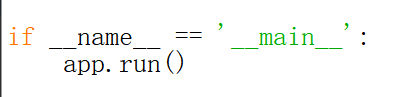 if __name__ == '__main__':
    app.run()